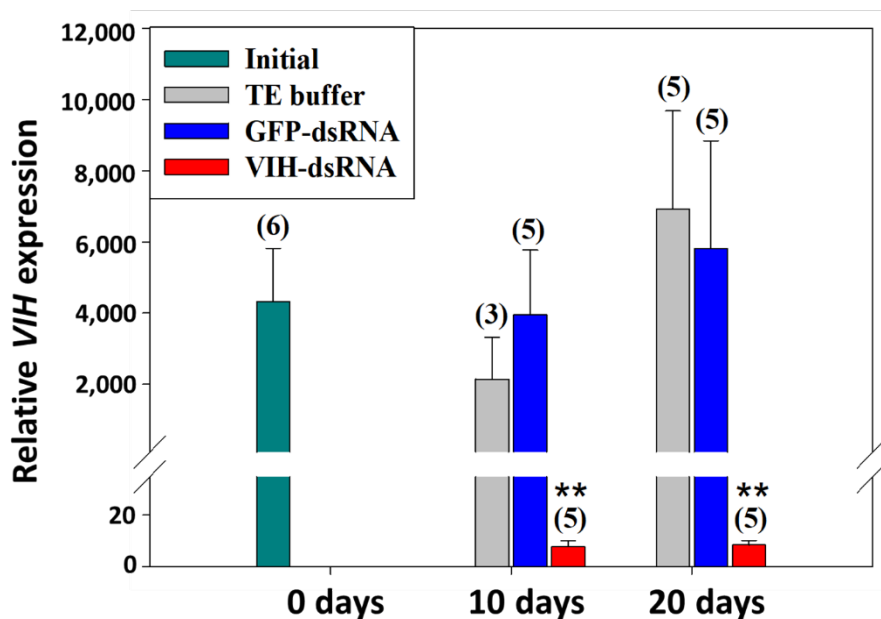 Relative VIH expression
12,000
10,000
8,000
6,000
4,000
2,000
20
0
Initial
TE buffer
GFP-dsRNA
VIH-dsRNA
(6)
(3)
(5)
**
(5)
(5)
(5)
**
(5)
0 days
10 days
20 days